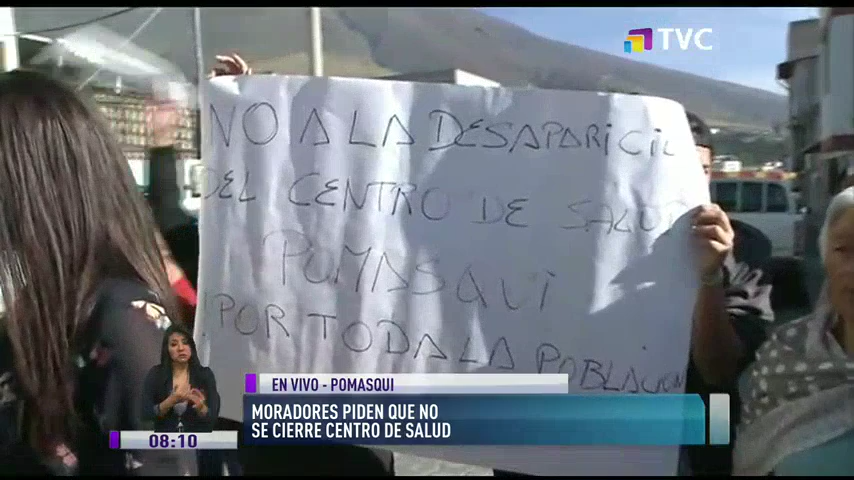 TVC
NO A LA DESAPARICI
DEL CENTRO DE SALUD
POMASQUI
POR TODA LA POBLACION
EN VIVO - POMASQUI
MORADORES PIDEN QUE NO
SE CIERRE CENTRO DE SALUD
08:10